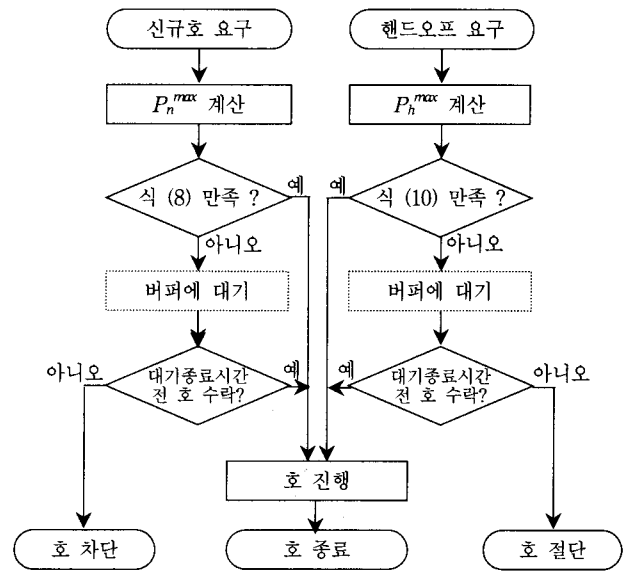 신규호 요구
핸드오프 요구
Pₙᵐᵃˣ 계산
Pₕᵐᵃˣ 계산
식 (8) 만족 ?
예
예
식 (10) 만족 ?
아니오
아니오
버퍼에 대기
버퍼에 대기
아니오
대기종료시간
전 호 수락?
예
예
대기종료시간
전 호 수락?
아니오
호 진행
호 차단
호 종료
호 절단